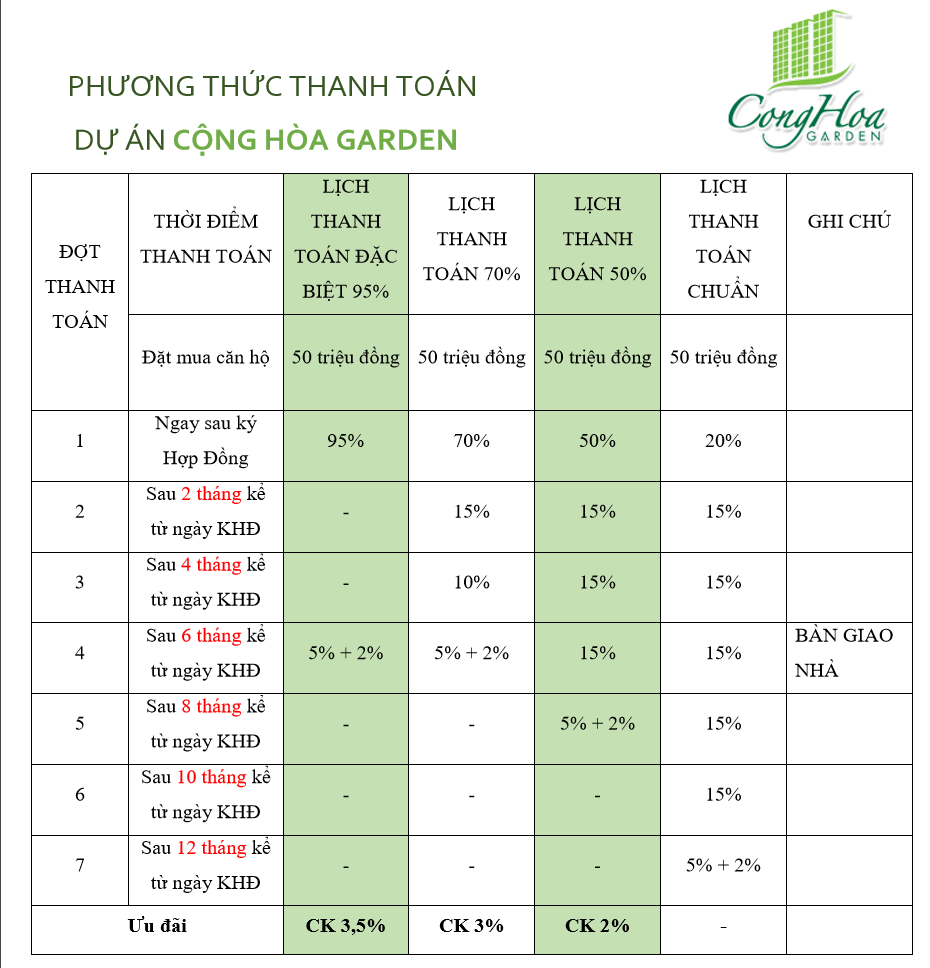 CongHoa
GARDEN
PHƯƠNG THỨC THANH TOÁN
DỰ ÁN CỘNG HÒA GARDEN
ĐỢT
THANH
TOÁN
THỜI ĐIỂM
THANH TOÁN
LỊCH
THANH
TOÁN ĐẶC
BIỆT 95%
LỊCH
THANH
TOÁN 70%
LỊCH
THANH
TOÁN 50%
LỊCH
THANH
TOÁN
CHUẨN
GHI CHÚ
Đặt mua căn hộ
50 triệu đồng
50 triệu đồng
50 triệu đồng
50 triệu đồng
1
Ngay sau ký
Hợp Đồng
95%
70%
50%
20%
2
Sau 2 tháng kể
từ ngày KHĐ
-
15%
15%
15%
3
Sau 4 tháng kể
từ ngày KHĐ
-
10%
15%
15%
4
Sau 6 tháng kể
từ ngày KHĐ
5% + 2%
5% + 2%
15%
15%
BÀN GIAO
NHÀ
5
Sau 8 tháng kể
từ ngày KHĐ
-
-
5% + 2%
15%
6
Sau 10 tháng kể
từ ngày KHĐ
-
-
-
15%
7
Sau 12 tháng kể
từ ngày KHĐ
-
-
-
5% + 2%
Ưu đãi
CK 3,5%
CK 3%
CK 2%
-